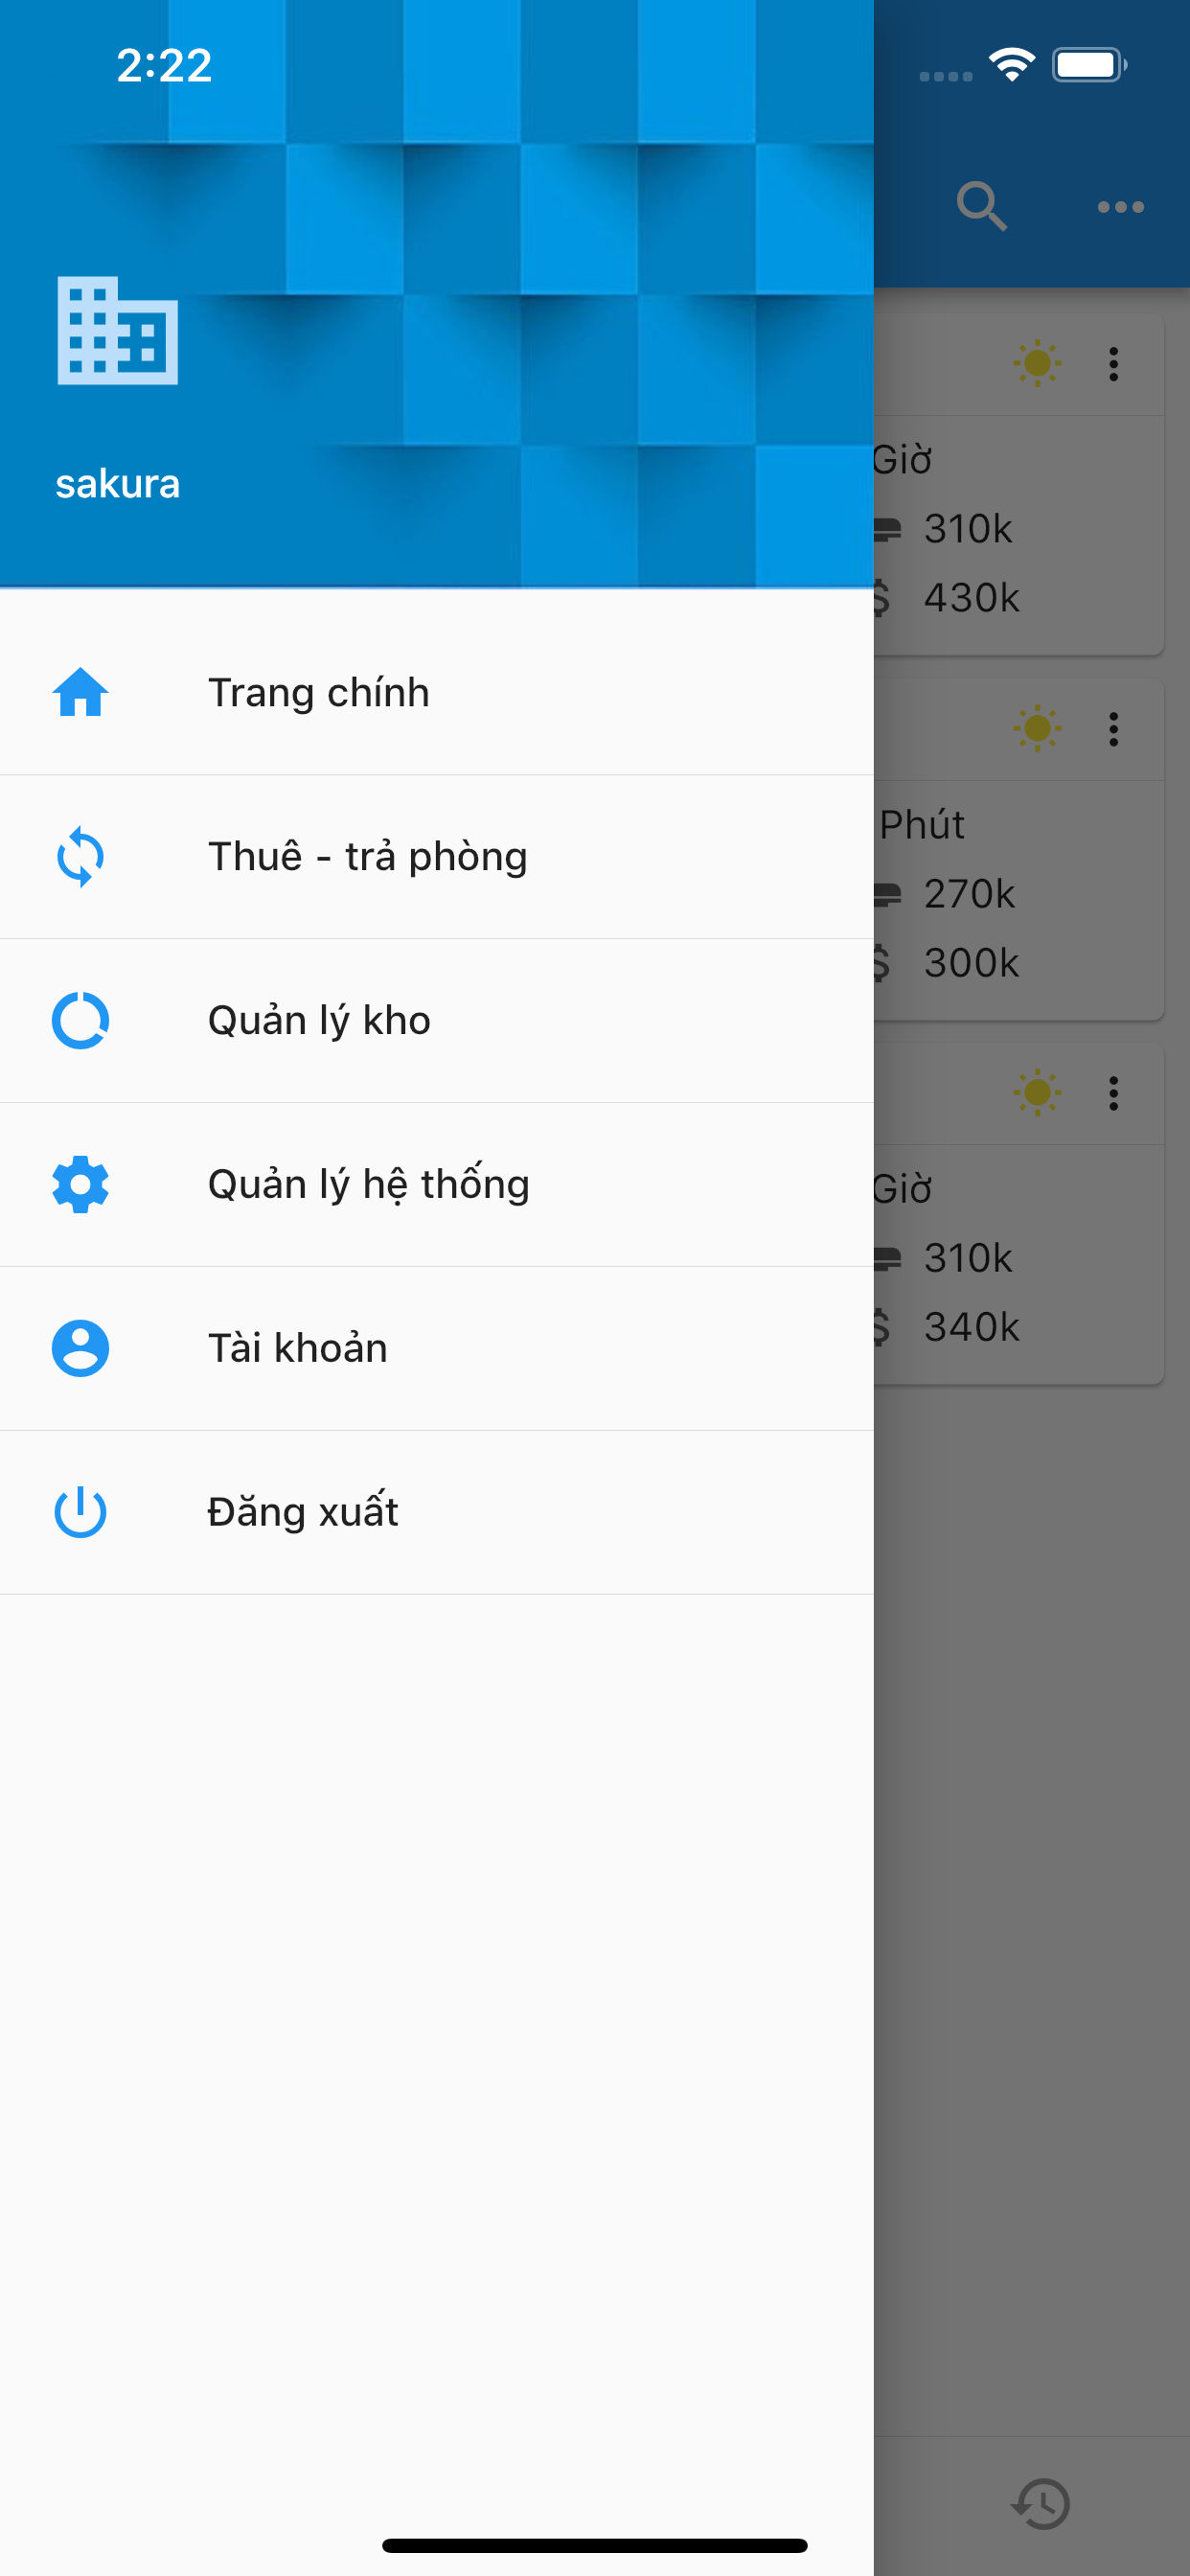 2:22
sakura
Trang chính
Thuê - trả phòng
Quản lý kho
Quản lý hệ thống
Tài khoản
Đăng xuất
Giờ
310k
$ 430k
Phút
270k
$ 300k
Giờ
310k
$ 340k